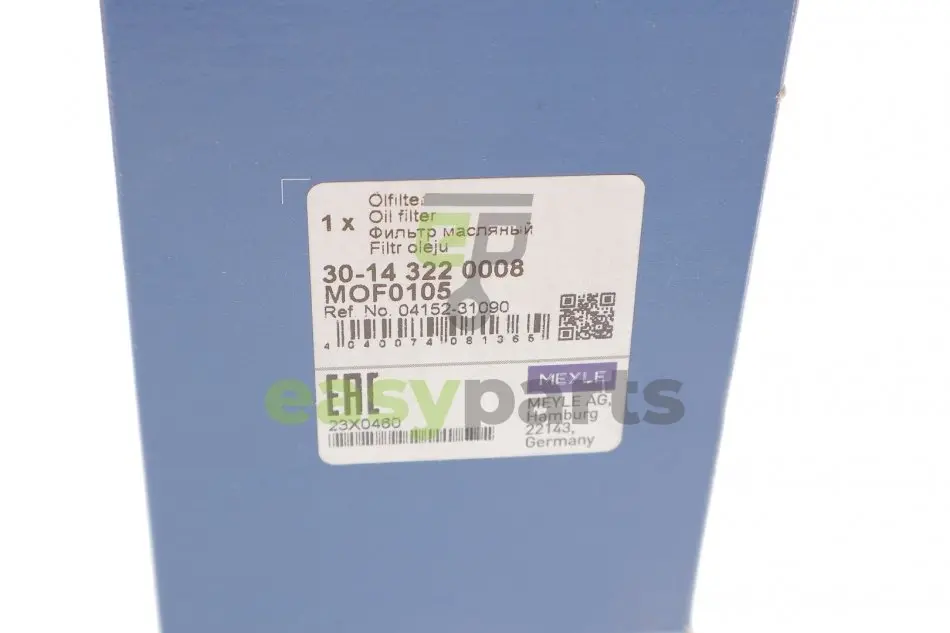 1 x
Ölfilter
Oil filter
Фильтр масляный
Filtr oleju
30-14 322 0008
MOF0105
Ref. No. 04152-31090
4 040074 081365
EAC
MEYLE
23X0460
MEYLE AG,
Hamburg
22143,
Germany
easyparts